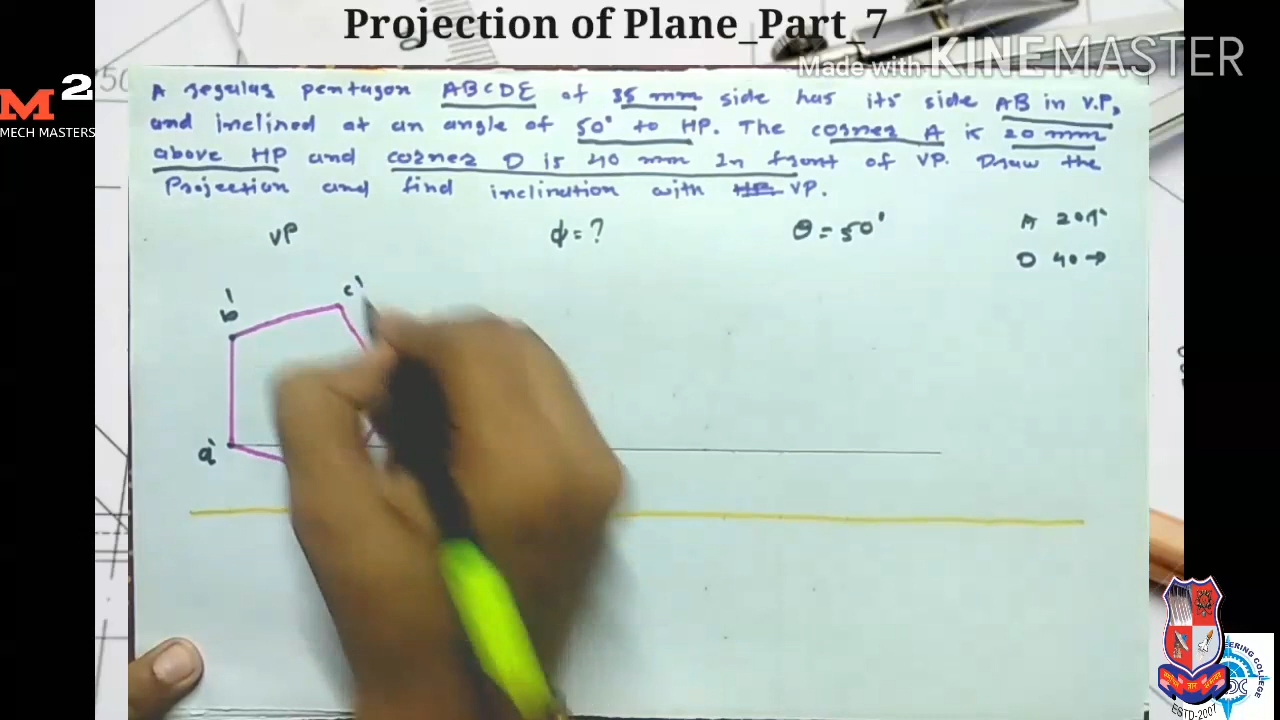 Projection of Plane_Part_7
Made with KINEMASTER
M2
MECH MASTERS
A regular pentagon ABCDE of 35 mm side has its side AB in V.P,
and inclined at an angle of 50° to HP. The corner A is 20 mm
above HP and corner D is 40 mm In front of VP. Draw the
Projection and find inclination with HP VP.
VP ϕ = ? θ = 50° A 20↑
D 40→
b'
c'
a'
ESTD-2007